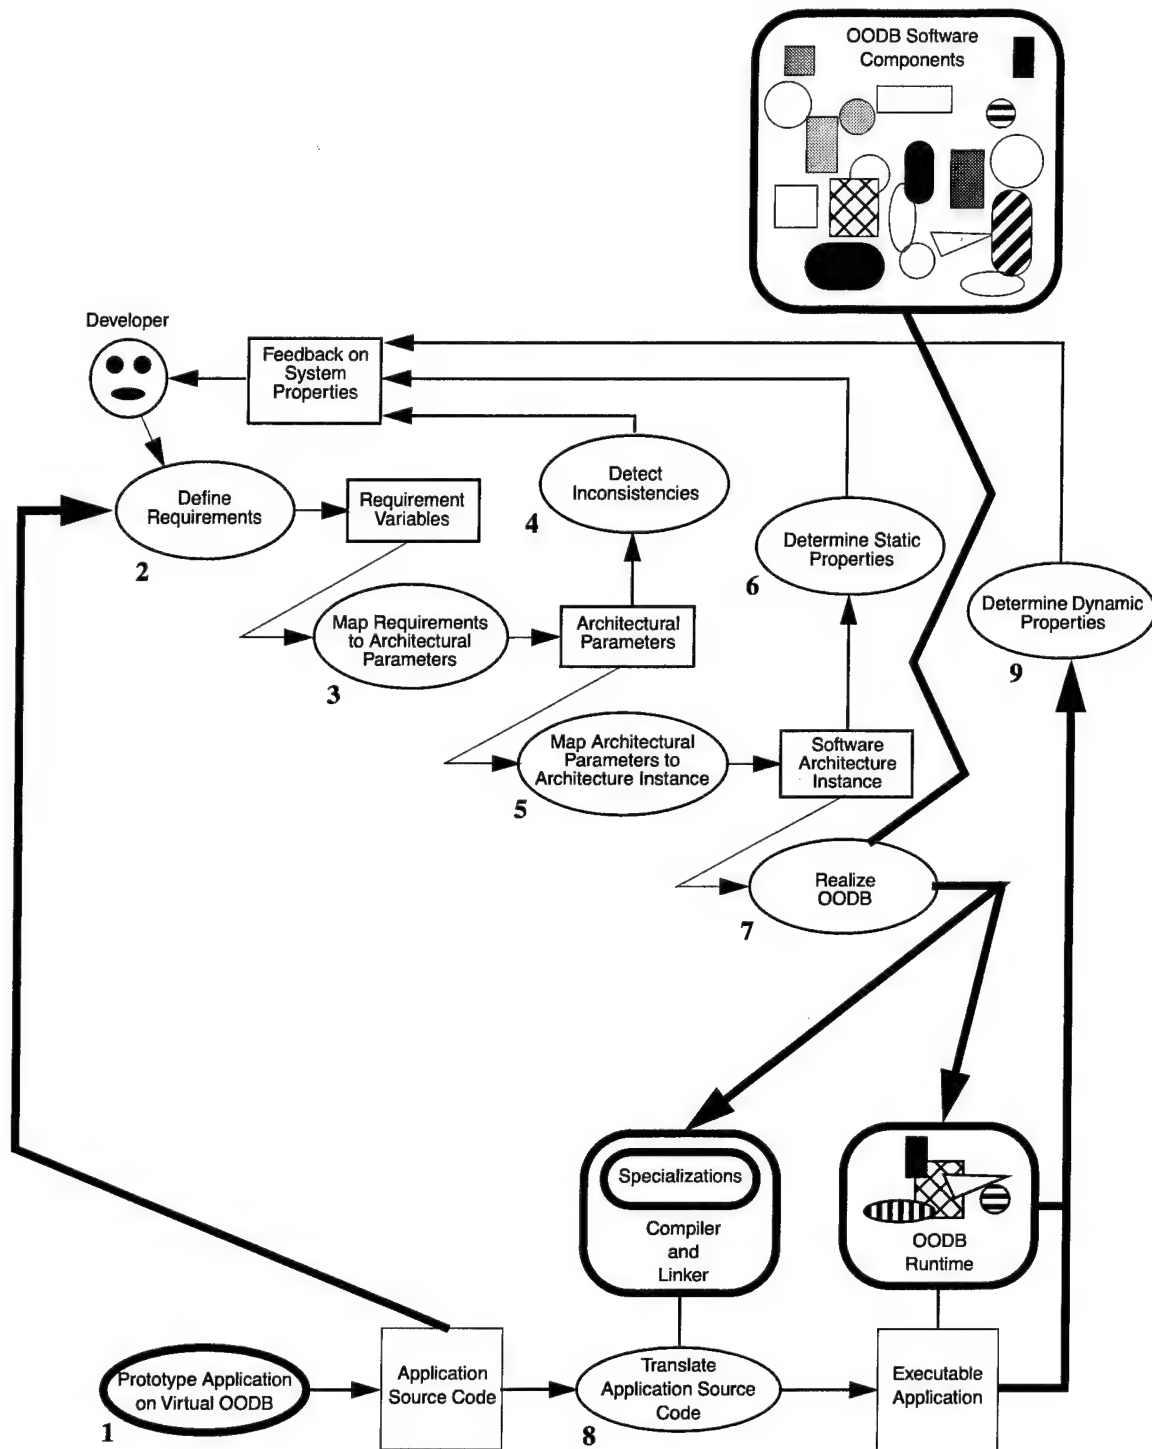 OODB Software
Components
Developer
Feedback on
System
Properties
Define
Requirements
2
Requirement
Variables
Detect
Inconsistencies
4
Determine Static
Properties
6
Determine Dynamic
Properties
9
Map Requirements
to Architectural
Parameters
3
Architectural
Parameters
Map Architectural
Parameters to
Architecture Instance
5
Software
Architecture
Instance
Realize
OODB
7
Specializations
Compiler
and
Linker
OODB
Runtime
Prototype Application
on Virtual OODB
1
Application
Source Code
Translate
Application Source
Code
8
Executable
Application